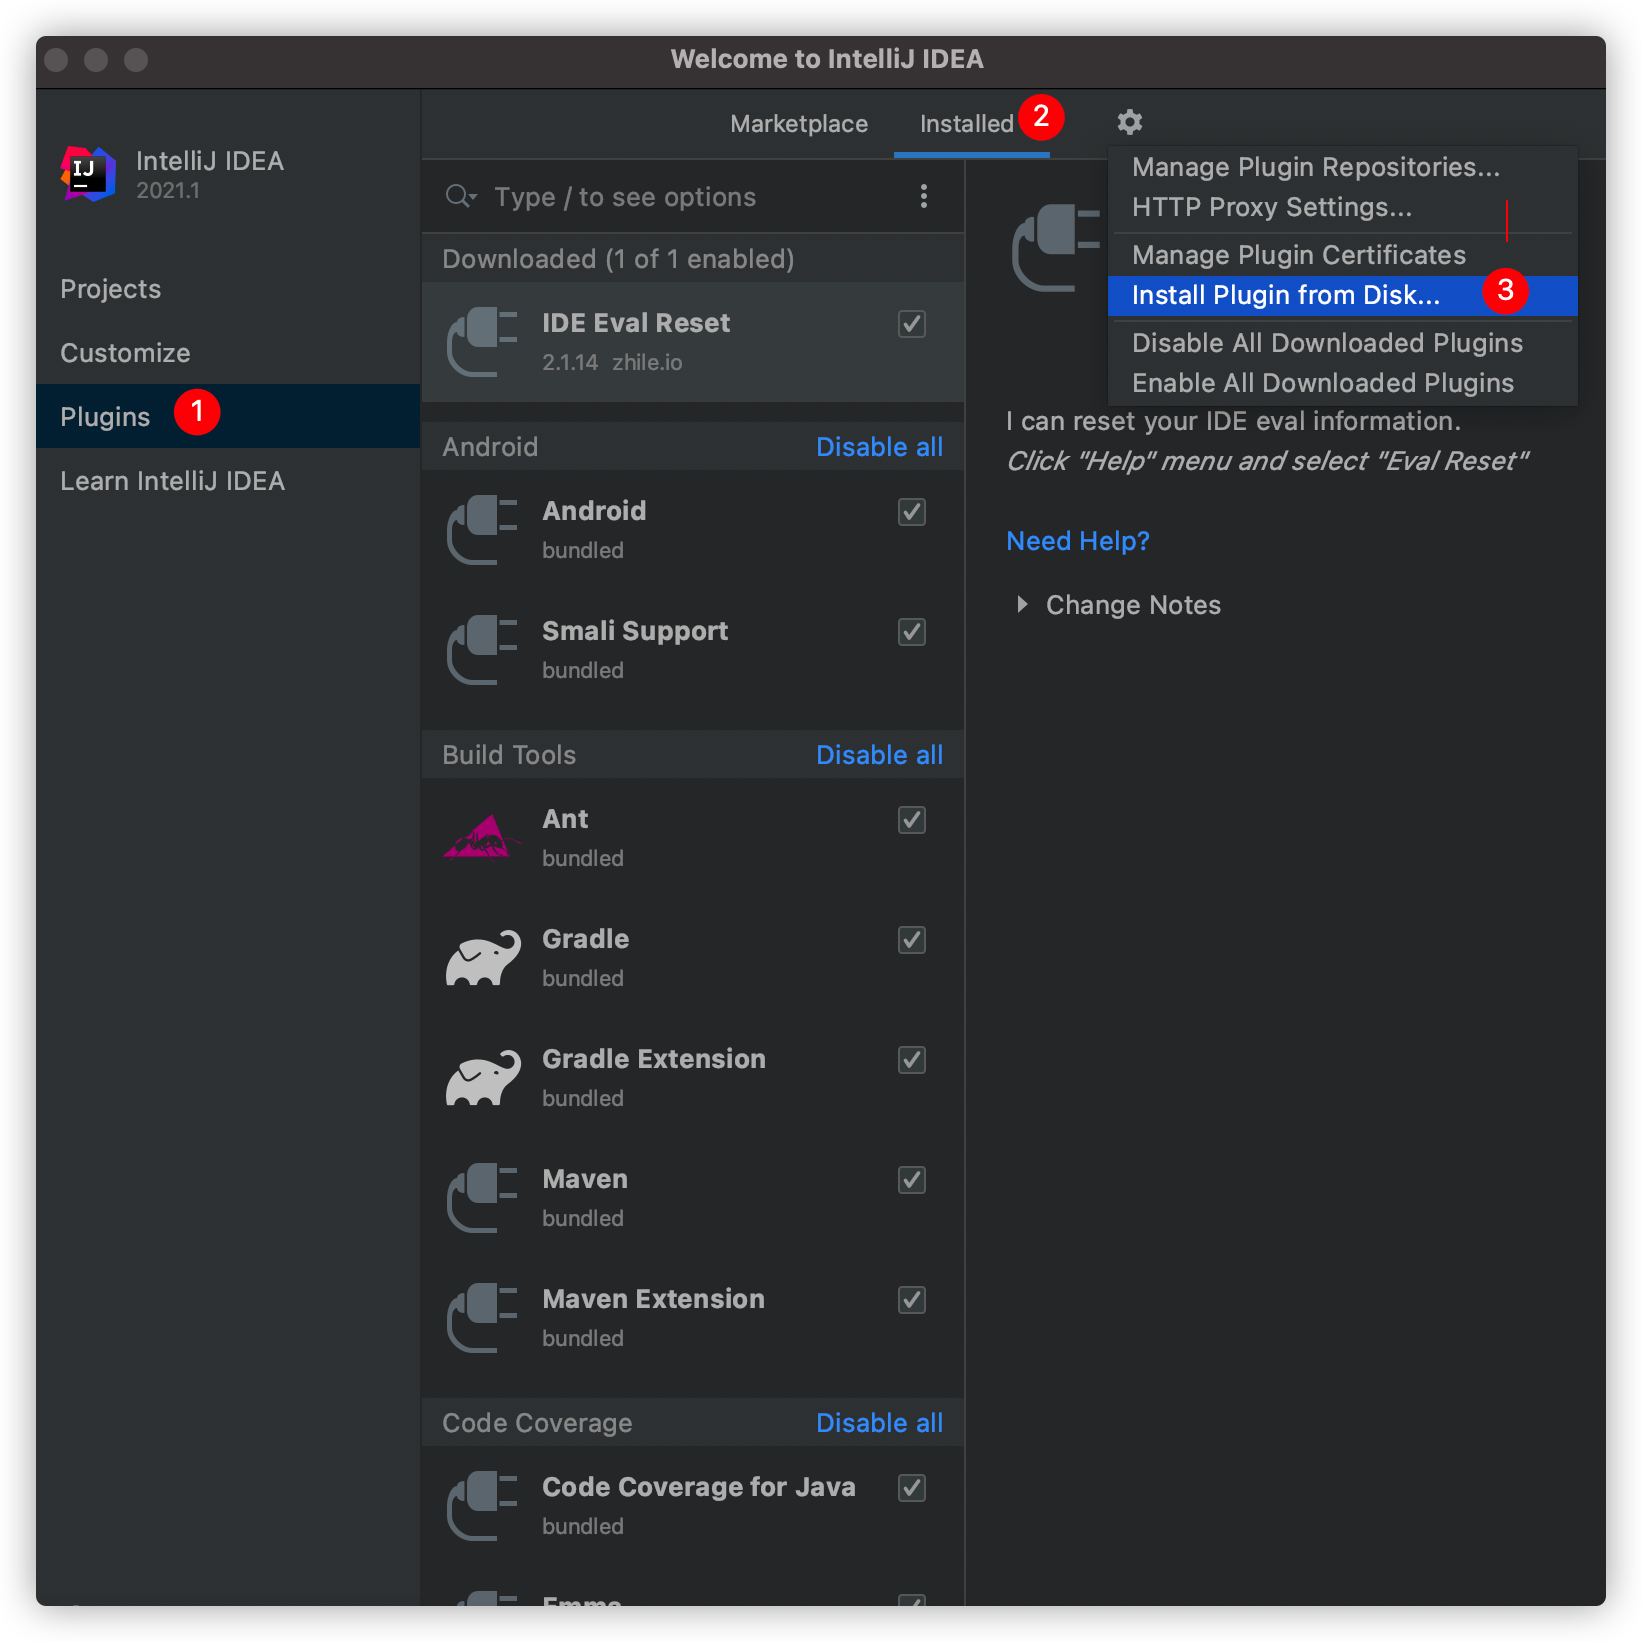 Welcome to IntelliJ IDEA
IJ
IntelliJ IDEA
2021.1
Projects
Customize
Plugins 1
Learn IntelliJ IDEA
Marketplace
Installed 2
Type / to see options
Downloaded (1 of 1 enabled)
IDE Eval Reset
2.1.14 zhile.io
Android Disable all
Android
bundled
Smali Support
bundled
Build Tools Disable all
Ant
bundled
Gradle
bundled
Gradle Extension
bundled
Maven
bundled
Maven Extension
bundled
Code Coverage Disable all
Code Coverage for Java
bundled
Emma
Manage Plugin Repositories...
HTTP Proxy Settings...
Manage Plugin Certificates
Install Plugin from Disk... 3
Disable All Downloaded Plugins
Enable All Downloaded Plugins
I can reset your IDE eval information.
Click "Help" menu and select "Eval Reset"
Need Help?
Change Notes